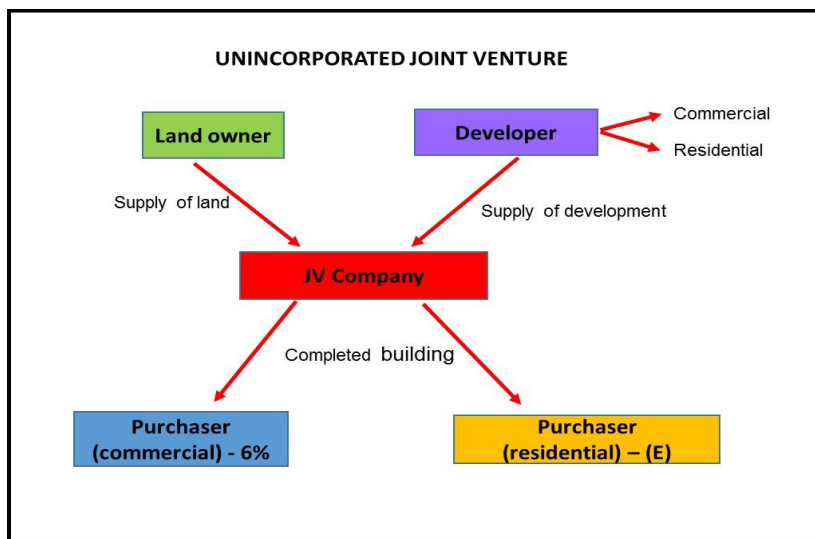 UNINCORPORATED JOINT VENTURE
Land owner
Developer
Commercial
Residential
Supply of land
Supply of development
JV Company
Completed building
Purchaser
(commercial) - 6%
Purchaser
(residential) – (E)